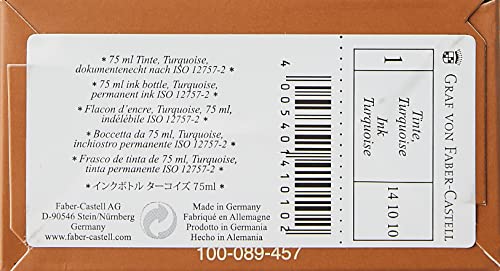 * 75 ml Tinte, Turquoise,
dokumentenecht nach ISO 12757-2 *
* 75 ml ink bottle, Turquoise,
permanent ink ISO 12757-2 *
* Flacon d'encre, Turquoise, 75 ml,
indélébile ISO 12757-2 *
* Boccetta da 75 ml, Turquoise,
inchiostro permanente ISO 12757-2 *
* Frasco de tinta de 75 ml, Turquoise,
tinta permanente ISO 12757-2 *
* インクボトル ターコイズ 75ml *
Faber-Castell AG
D-90546 Stein/Nürnberg
Germany
www.faber-castell.com
Made in Germany
Fabriqué en Allemagne
Prodotto in Germania
Hecho in Alemania
4 005401 410102
1
Tinte,
Turquoise
Ink
Turquoise
14 10 10
GRAF VON FABER-CASTELL
100-089-457